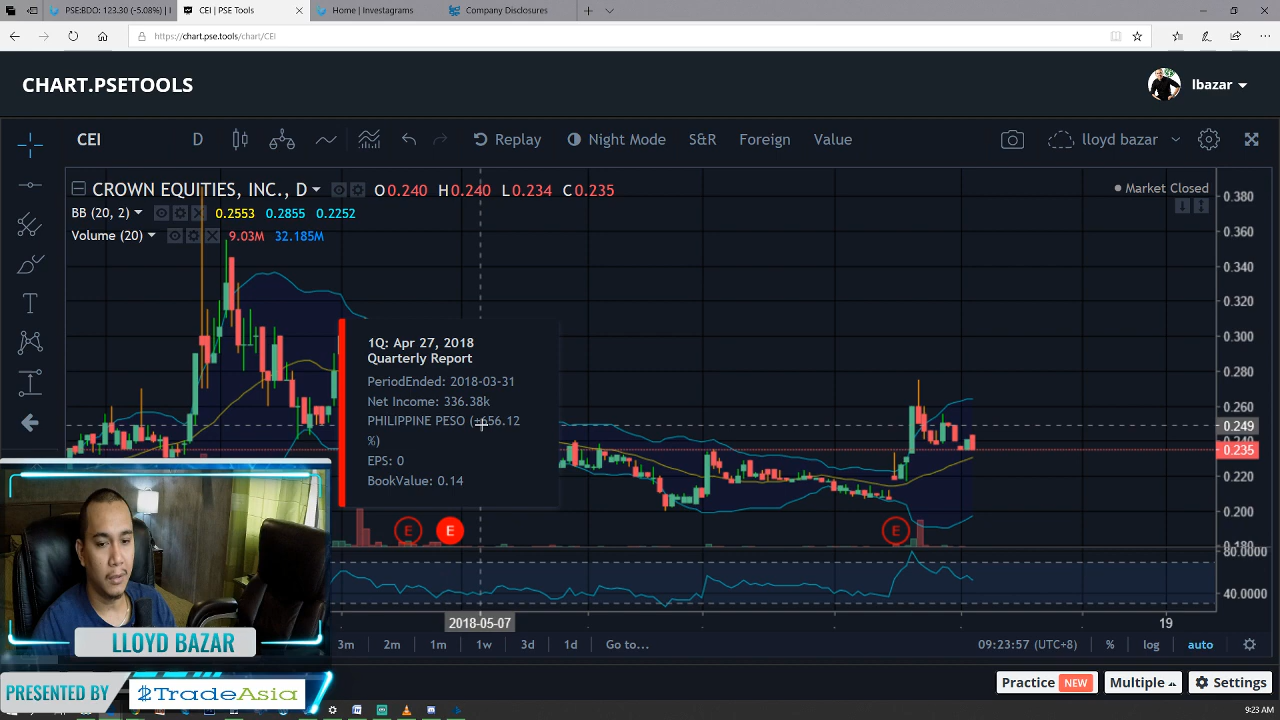 PSE:BDO: 123.30 (-5.08%) |
CEI | PSE Tools
Home | Investagrams
Company Disclosures
https://chart.pse.tools/chart/CEI
CHART.PSETOOLS
lbazar
CEI D Replay Night Mode S&R Foreign Value lloyd bazar
CROWN EQUITIES, INC., D O0.240 H0.240 L0.234 C0.235
Market Closed
BB (20, 2) 0.2553 0.2855 0.2252
Volume (20) 9.03M 32.185M
0.380
0.360
0.340
0.320
0.300
0.280
0.260
0.249
0.235
0.220
0.200
80.0000
40.0000
1Q: Apr 27, 2018
Quarterly Report
PeriodEnded: 2018-03-31
Net Income: 336.38k
PHILIPPINE PESO (+656.12
%)
EPS: 0
BookValue: 0.14
E E E
2018-05-07
19
3m 2m 1m 1w 3d 1d Go to...
09:23:57 (UTC+8) % log auto
LLOYD BAZAR
PRESENTED BY
$TradeAsia
Practice NEW Multiple Settings
9:23 AM